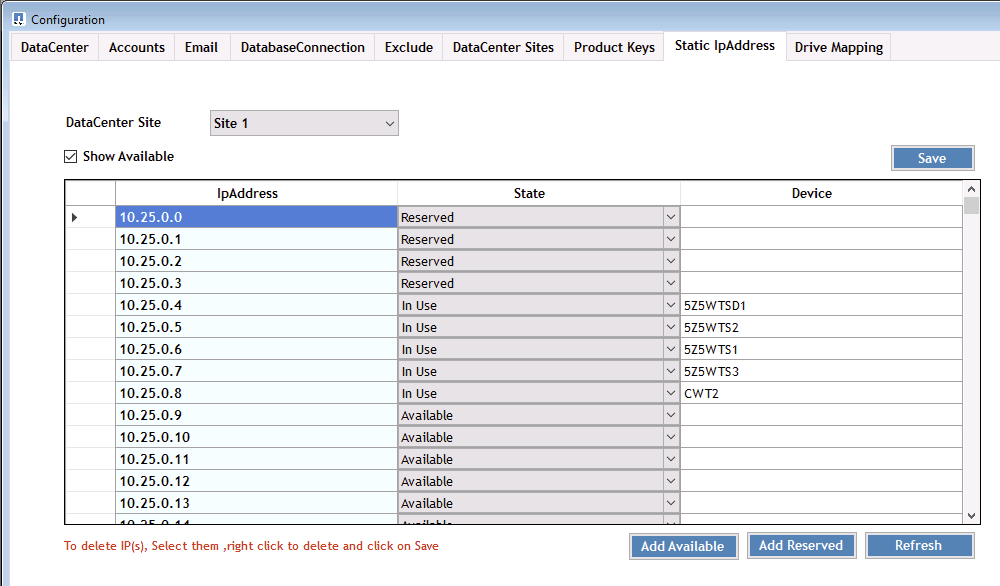 Configuration
DataCenter Accounts Email DatabaseConnection Exclude DataCenter Sites Product Keys Static IpAddress Drive Mapping
DataCenter Site Site 1
Show Available
Save
IpAddress State Device
10.25.0.0 Reserved
10.25.0.1 Reserved
10.25.0.2 Reserved
10.25.0.3 Reserved
10.25.0.4 In Use 5Z5WTSD1
10.25.0.5 In Use 5Z5WTS2
10.25.0.6 In Use 5Z5WTS1
10.25.0.7 In Use 5Z5WTS3
10.25.0.8 In Use CWT2
10.25.0.9 Available
10.25.0.10 Available
10.25.0.11 Available
10.25.0.12 Available
10.25.0.13 Available
10.25.0.14 Available
To delete IP(s), Select them ,right click to delete and click on Save
Add Available Add Reserved Refresh